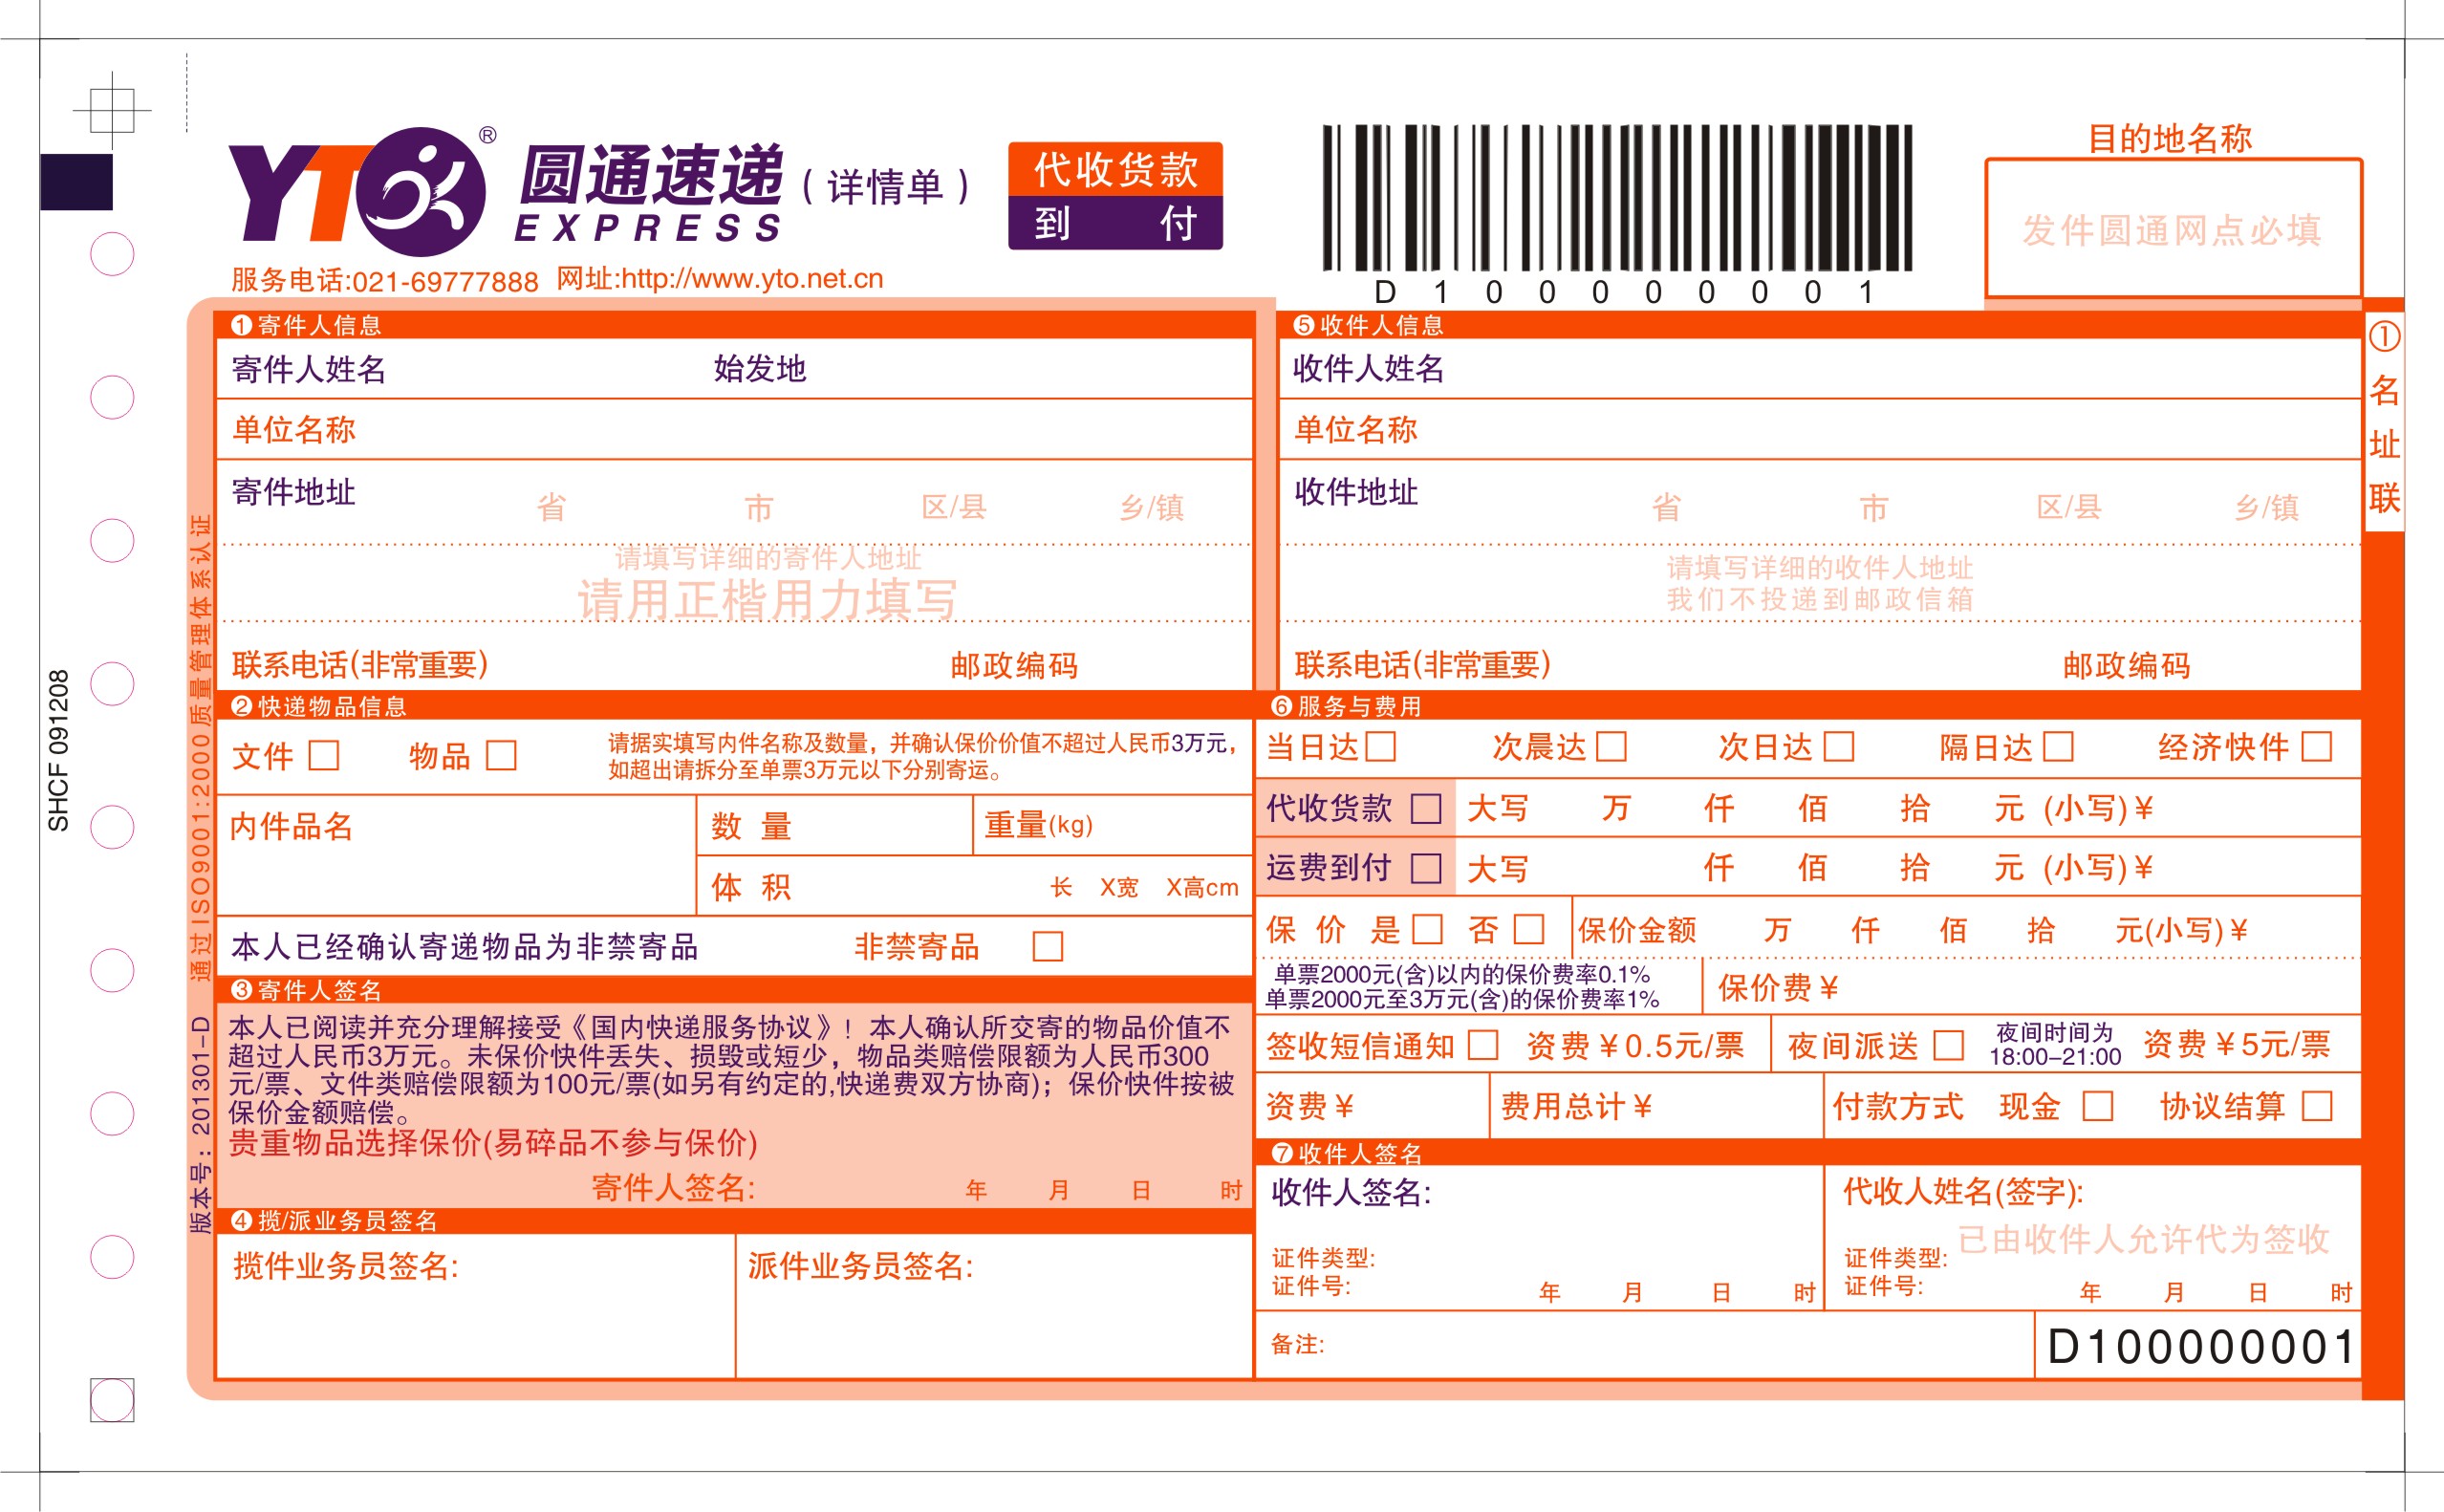 YTO®
圆通速递(详情单)
EXPRESS
服务电话:021-69777888 网址:http://www.yto.net.cn
代收货款
到 付
D1000000001
目的地名称
发件圆通网点必填
SHCF 091208
版本号：201301-D 通过ISO9001:2000质量管理体系认证
①名址联
❶寄件人信息
寄件人姓名 始发地
单位名称
寄件地址 省 市 区/县 乡/镇
请填写详细的寄件人地址
请用正楷用力填写
联系电话(非常重要) 邮政编码
❺收件人信息
收件人姓名
单位名称
收件地址 省 市 区/县 乡/镇
请填写详细的收件人地址
我们不投递到邮政信箱
联系电话(非常重要) 邮政编码
❷快递物品信息
文件 □ 物品 □
请据实填写内件名称及数量，并确认保价价值不超过人民币3万元，
如超出请拆分至单票3万元以下分别寄运。
内件品名 数 量 重量(kg)
体 积 长 X宽 X高cm
本人已经确认寄递物品为非禁寄品 非禁寄品 □
❸寄件人签名
本人已阅读并充分理解接受《国内快递服务协议》！本人确认所交寄的物品价值不
超过人民币3万元。未保价快件丢失、损毁或短少，物品类赔偿限额为人民币300
元/票、文件类赔偿限额为100元/票(如另有约定的,快递费双方协商)；保价快件按被
保价金额赔偿。
贵重物品选择保价(易碎品不参与保价)
寄件人签名: 年 月 日 时
❹揽/派业务员签名
揽件业务员签名: 派件业务员签名:
❻服务与费用
当日达□ 次晨达□ 次日达□ 隔日达□ 经济快件□
代收货款 □ 大写 万 仟 佰 拾 元 (小写)￥
运费到付 □ 大写 仟 佰 拾 元 (小写)￥
保 价 是□ 否□ 保价金额 万 仟 佰 拾 元(小写)￥
单票2000元(含)以内的保价费率0.1%
单票2000元至3万元(含)的保价费率1%
保价费￥
签收短信通知□ 资费￥0.5元/票 夜间派送□ 夜间时间为
18:00-21:00 资费￥5元/票
资费￥ 费用总计￥ 付款方式 现金 □ 协议结算 □
❼收件人签名
收件人签名:
证件类型:
证件号: 年 月 日 时
代收人姓名(签字):
已由收件人允许代为签收
证件类型:
证件号: 年 月 日 时
备注:
D100000001